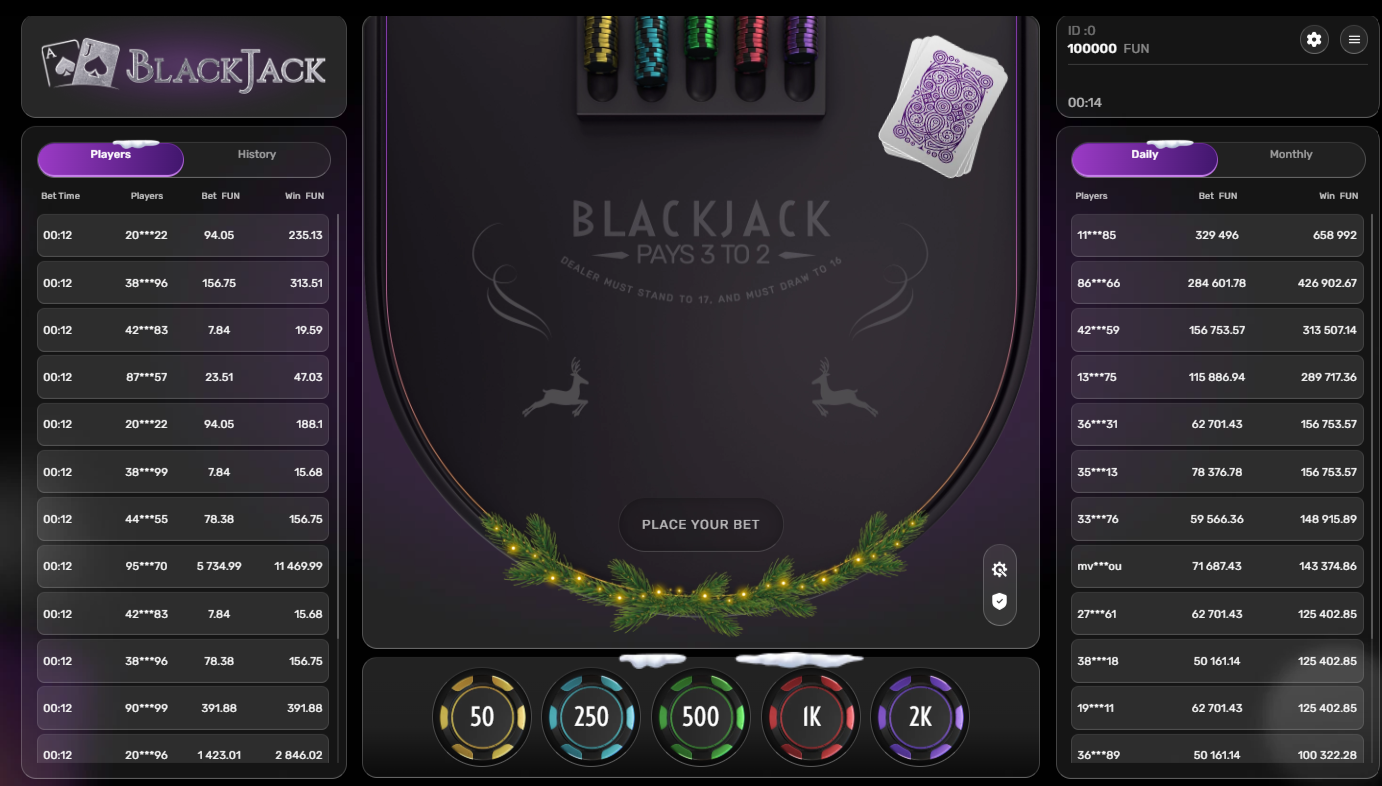 A J BLACKJACK
Players History
Bet Time Players Bet FUN Win FUN
00:12 20***22 94.05 235.13
00:12 38***96 156.75 313.51
00:12 42***83 7.84 19.59
00:12 87***57 23.51 47.03
00:12 20***22 94.05 188.1
00:12 38***99 7.84 15.68
00:12 44***55 78.38 156.75
00:12 95***70 5 734.99 11 469.99
00:12 42***83 7.84 15.68
00:12 38***96 78.38 156.75
00:12 90***99 391.88 391.88
00:12 20***96 1 423.01 2 846.02
BLACKJACK
PAYS 3 TO 2
DEALER MUST STAND TO 17, AND MUST DRAW TO 16
PLACE YOUR BET
50 250 500 1K 2K
ID :0
100000 FUN
00:14
Daily Monthly
Players Bet FUN Win FUN
11***85 329 496 658 992
86***66 284 601.78 426 902.67
42***59 156 753.57 313 507.14
13***75 115 886.94 289 717.36
36***31 62 701.43 156 753.57
35***13 78 376.78 156 753.57
33***76 59 566.36 148 915.89
mv***ou 71 687.43 143 374.86
27***61 62 701.43 125 402.85
38***18 50 161.14 125 402.85
19***11 62 701.43 125 402.85
36***89 50 161.14 100 322.28